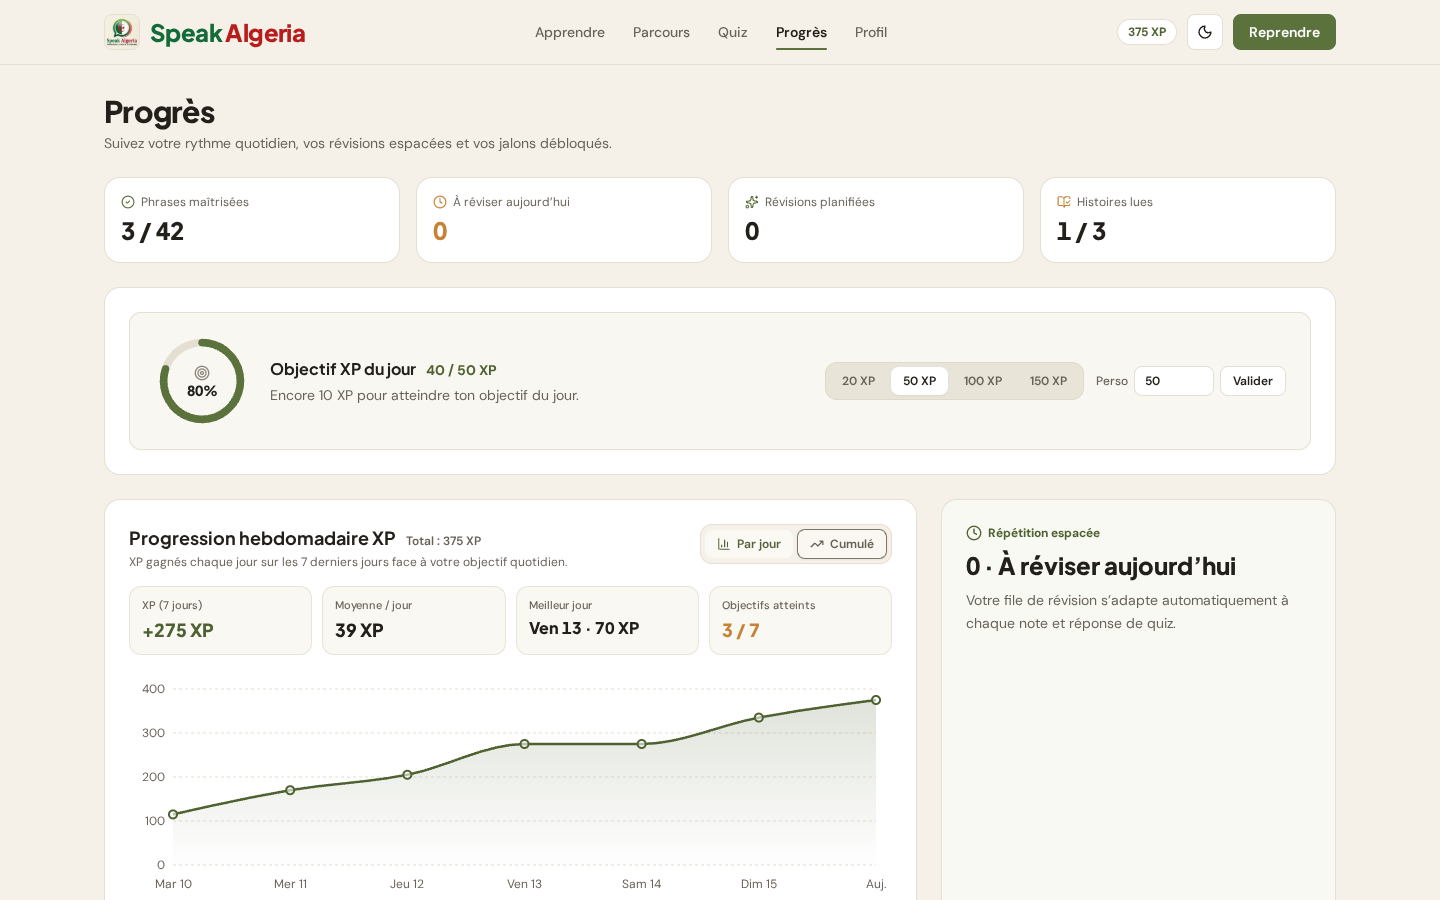 Speak Algeria
Speak Algeria
Apprendre
Parcours
Quiz
Progrès
Profil
375 XP
Reprendre
Progrès
Suivez votre rythme quotidien, vos révisions espacées et vos jalons débloqués.
Phrases maîtrisées
3 / 42
À réviser aujourd’hui
0
Révisions planifiées
0
Histoires lues
1 / 3
80%
Objectif XP du jour 40 / 50 XP
Encore 10 XP pour atteindre ton objectif du jour.
20 XP
50 XP
100 XP
150 XP
Perso
50
Valider
Progression hebdomadaire XP Total : 375 XP
XP gagnés chaque jour sur les 7 derniers jours face à votre objectif quotidien.
Par jour
Cumulé
XP (7 jours)
+275 XP
Moyenne / jour
39 XP
Meilleur jour
Ven 13 · 70 XP
Objectifs atteints
3 / 7
400
300
200
100
0
Mar 10
Mer 11
Jeu 12
Ven 13
Sam 14
Dim 15
Auj.
Répétition espacée
0 · À réviser aujourd’hui
Votre file de révision s’adapte automatiquement à
chaque note et réponse de quiz.